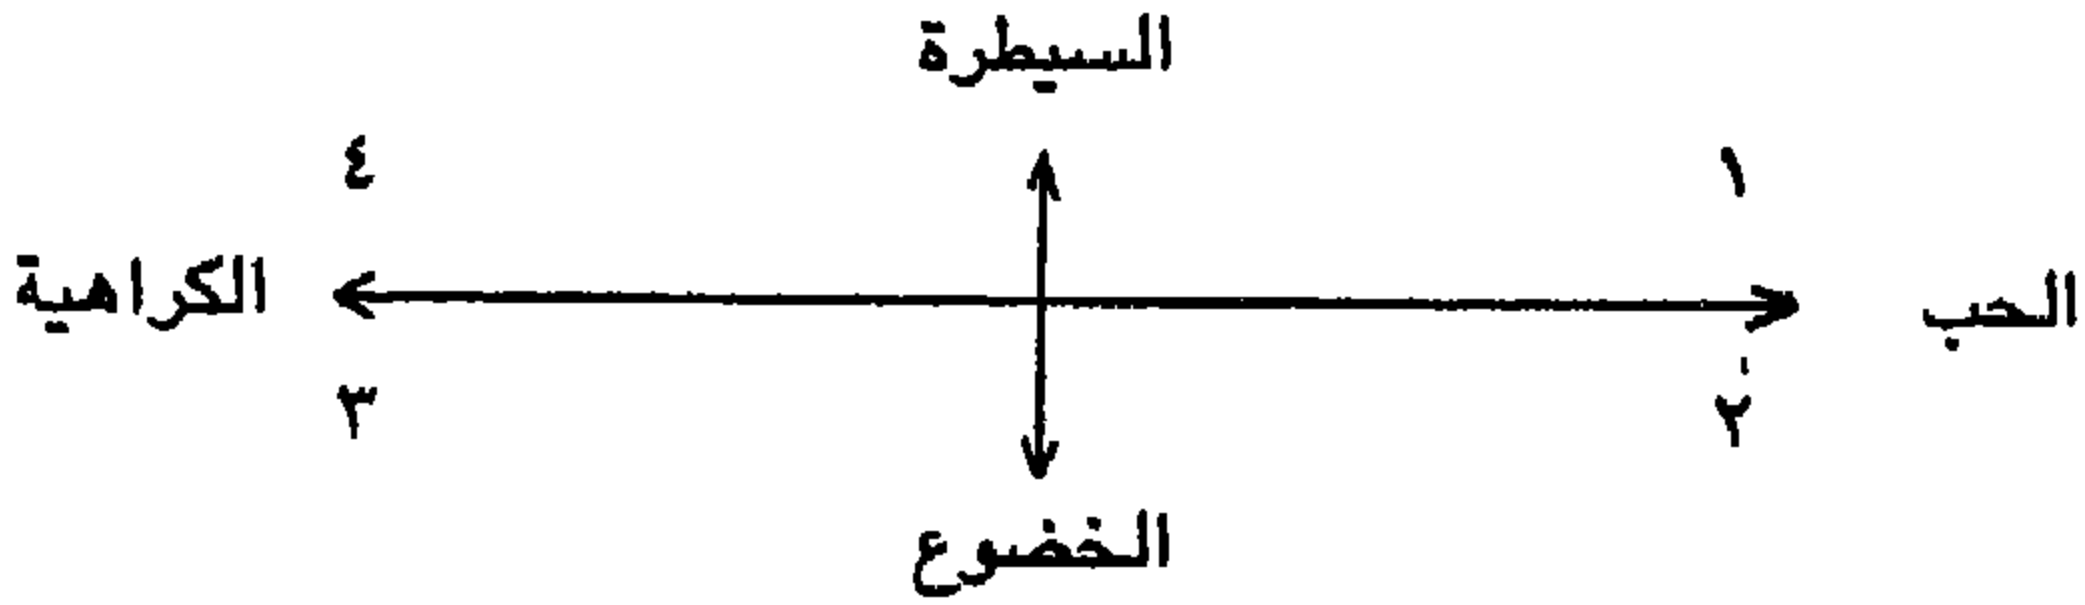 السيطرة
١ ٤
الحب الكراهية
٢ ٣
الخضوع